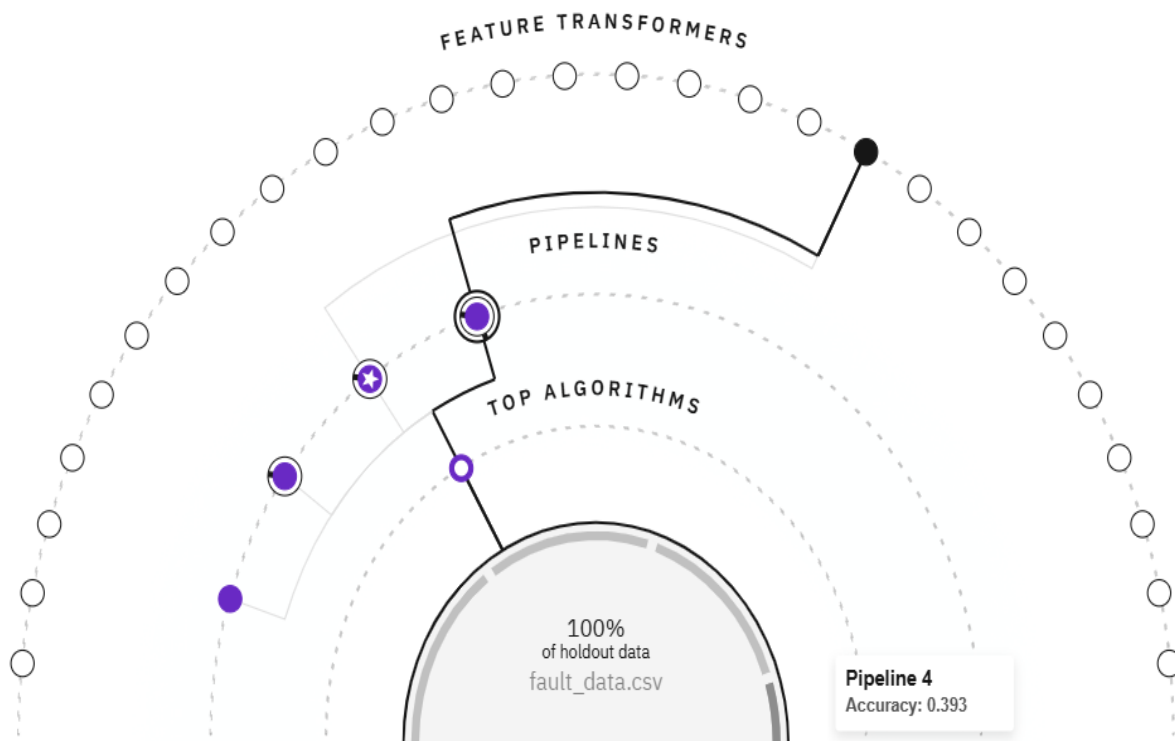 FEATURE TRANSFORMERS
PIPELINES
TOP ALGORITHMS
100%
of holdout data
fault_data.csv
Pipeline 4
Accuracy: 0.393